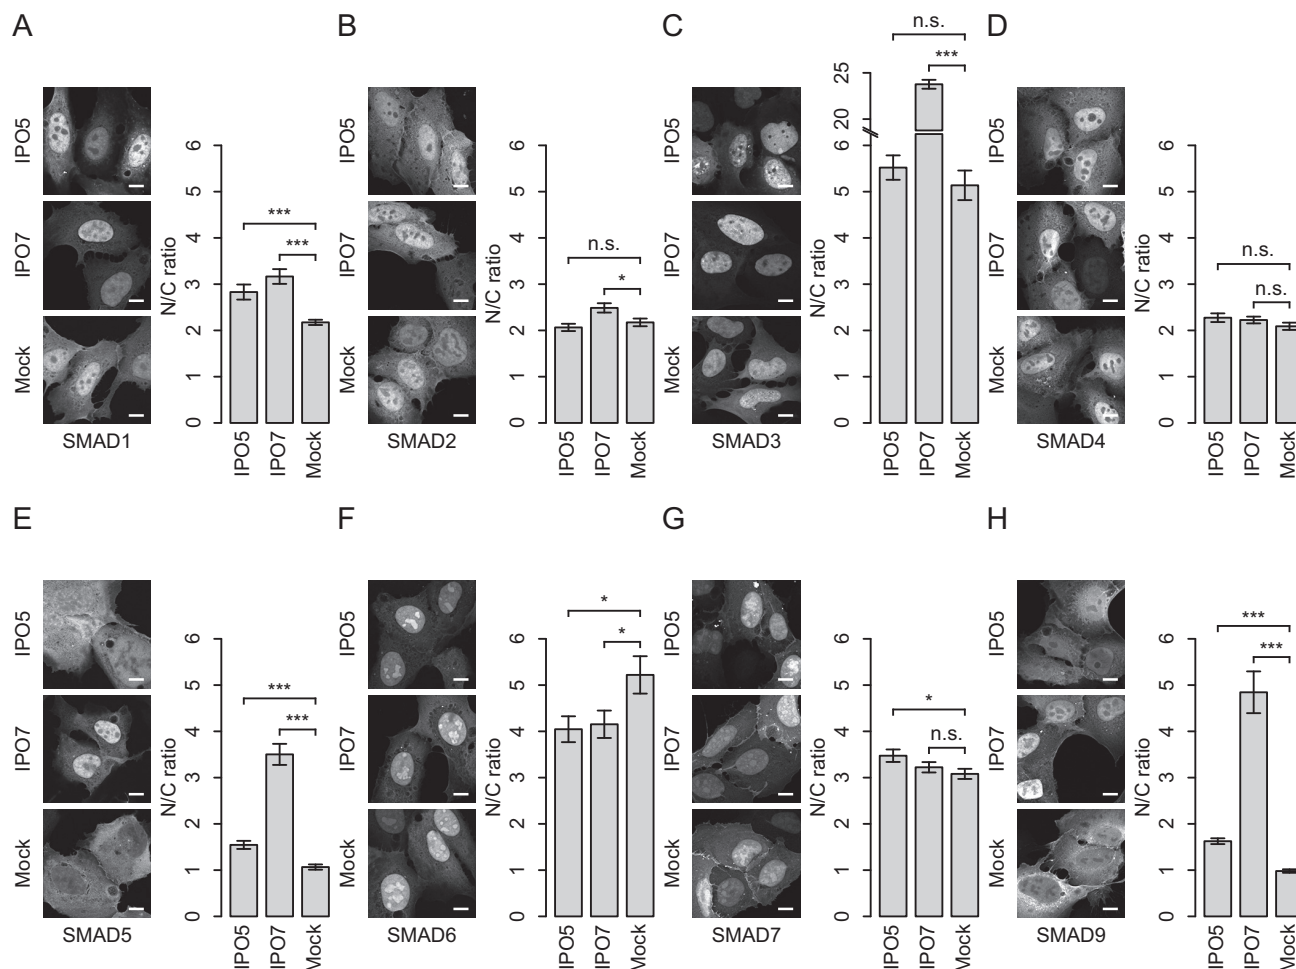 A
IPO5
IPO7
Mock
SMAD1
N/C ratio
6
5
4
3
2
1
0
***
***
IPO5
IPO7
Mock
B
IPO5
IPO7
Mock
SMAD2
N/C ratio
6
5
4
3
2
1
0
n.s.
*
IPO5
IPO7
Mock
C
IPO5
IPO7
Mock
SMAD3
N/C ratio
25
20
6
5
4
3
2
1
0
n.s.
***
IPO5
IPO7
Mock
D
IPO5
IPO7
Mock
SMAD4
N/C ratio
6
5
4
3
2
1
0
n.s.
n.s.
IPO5
IPO7
Mock
E
IPO5
IPO7
Mock
SMAD5
N/C ratio
6
5
4
3
2
1
0
***
***
IPO5
IPO7
Mock
F
IPO5
IPO7
Mock
SMAD6
N/C ratio
6
5
4
3
2
1
0
*
*
IPO5
IPO7
Mock
G
IPO5
IPO7
Mock
SMAD7
N/C ratio
6
5
4
3
2
1
0
*
n.s.
IPO5
IPO7
Mock
H
IPO5
IPO7
Mock
SMAD9
N/C ratio
6
5
4
3
2
1
0
***
***
IPO5
IPO7
Mock